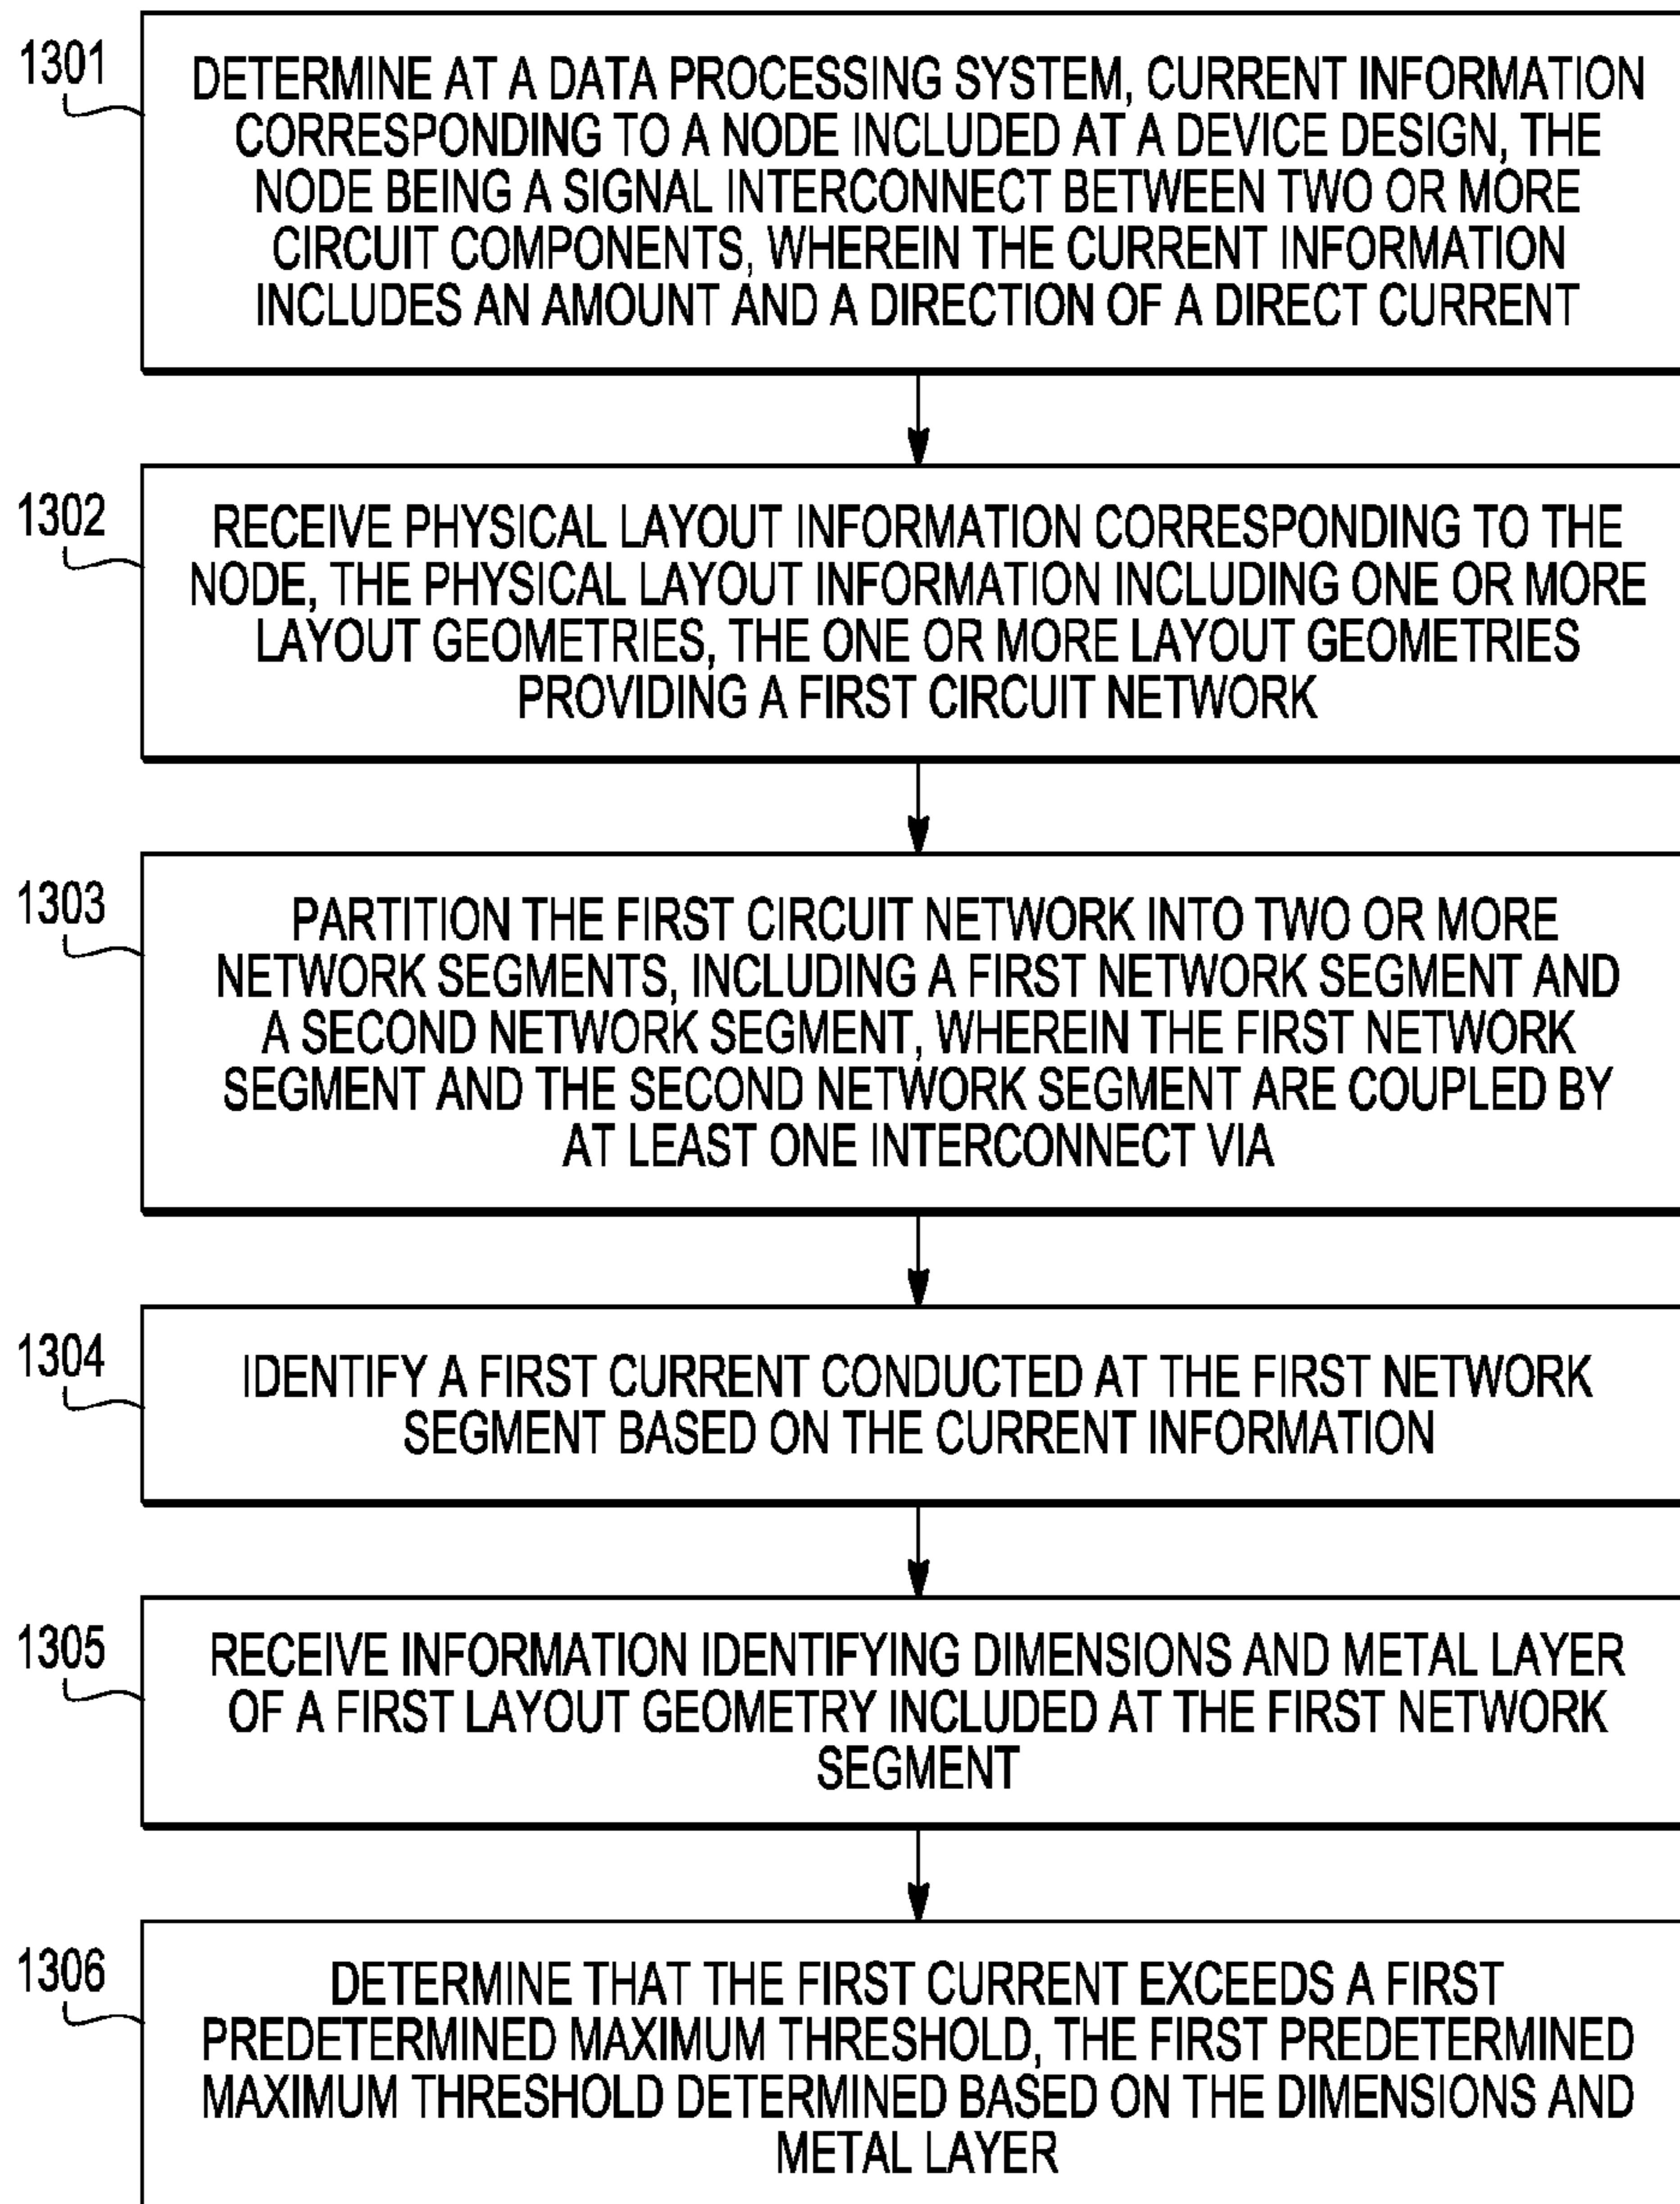 1301
DETERMINE AT A DATA PROCESSING SYSTEM, CURRENT INFORMATION
CORRESPONDING TO A NODE INCLUDED AT A DEVICE DESIGN, THE
NODE BEING A SIGNAL INTERCONNECT BETWEEN TWO OR MORE
CIRCUIT COMPONENTS, WHEREIN THE CURRENT INFORMATION
INCLUDES AN AMOUNT AND A DIRECTION OF A DIRECT CURRENT
1302
RECEIVE PHYSICAL LAYOUT INFORMATION CORRESPONDING TO THE
NODE, THE PHYSICAL LAYOUT INFORMATION INCLUDING ONE OR MORE
LAYOUT GEOMETRIES, THE ONE OR MORE LAYOUT GEOMETRIES
PROVIDING A FIRST CIRCUIT NETWORK
1303
PARTITION THE FIRST CIRCUIT NETWORK INTO TWO OR MORE
NETWORK SEGMENTS, INCLUDING A FIRST NETWORK SEGMENT AND
A SECOND NETWORK SEGMENT, WHEREIN THE FIRST NETWORK
SEGMENT AND THE SECOND NETWORK SEGMENT ARE COUPLED BY
AT LEAST ONE INTERCONNECT VIA
1304
IDENTIFY A FIRST CURRENT CONDUCTED AT THE FIRST NETWORK
SEGMENT BASED ON THE CURRENT INFORMATION
1305
RECEIVE INFORMATION IDENTIFYING DIMENSIONS AND METAL LAYER
OF A FIRST LAYOUT GEOMETRY INCLUDED AT THE FIRST NETWORK
SEGMENT
1306
DETERMINE THAT THE FIRST CURRENT EXCEEDS A FIRST
PREDETERMINED MAXIMUM THRESHOLD, THE FIRST PREDETERMINED
MAXIMUM THRESHOLD DETERMINED BASED ON THE DIMENSIONS AND
METAL LAYER